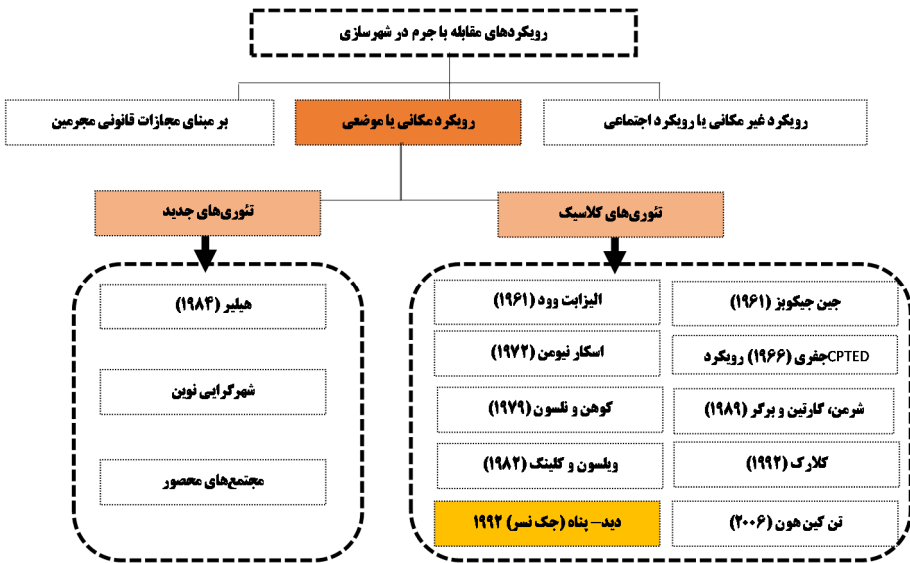 رویکردهای مقابله با جرم در شهرسازی
رویکرد غیر مکانی یا رویکرد اجتماعی
رویکرد مکانی یا موضعی
بر مبنای مجازات قانونی مجرمین
تئوری‌های کلاسیک
تئوری‌های جدید
جین جیکوبز (۱۹۶۱)
الیزابت وود (۱۹۶۱)
CPTEDجفری (۱۹۶۶) رویکرد
اسکار نیومن (۱۹۷۲)
شرمن، گارتین و برگر (۱۹۸۹)
کوهن و نلسون (۱۹۷۹)
کلارک (۱۹۹۲)
ویلسون و کلینگ (۱۹۸۲)
تن کین هون (۲۰۰۶)
دید– پناه (جک نسر) ۱۹۹۲
هیلیر (۱۹۸۴)
شهرگرایی نوین
مجتمع‌های محصور